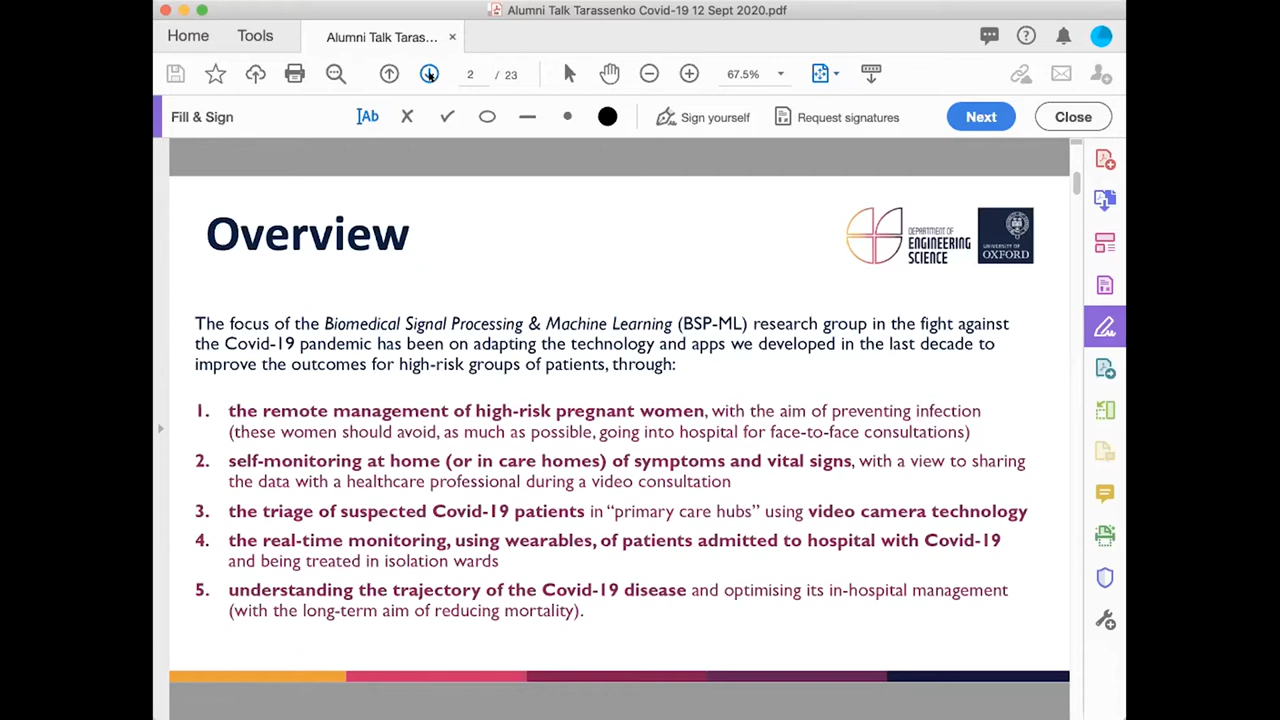 Alumni Talk Tarassenko Covid-19 12 Sept 2020.pdf
Home Tools Alumni Talk Taras... ×
2 / 23 67.5%
Fill & Sign Ab Sign yourself Request signatures Next Close
Overview
DEPARTMENT OF
ENGINEERING
SCIENCE
UNIVERSITY OF
OXFORD
The focus of the Biomedical Signal Processing & Machine Learning (BSP-ML) research group in the fight against
the Covid-19 pandemic has been on adapting the technology and apps we developed in the last decade to
improve the outcomes for high-risk groups of patients, through:
1. the remote management of high-risk pregnant women, with the aim of preventing infection
(these women should avoid, as much as possible, going into hospital for face-to-face consultations)
2. self-monitoring at home (or in care homes) of symptoms and vital signs, with a view to sharing
the data with a healthcare professional during a video consultation
3. the triage of suspected Covid-19 patients in “primary care hubs” using video camera technology
4. the real-time monitoring, using wearables, of patients admitted to hospital with Covid-19
and being treated in isolation wards
5. understanding the trajectory of the Covid-19 disease and optimising its in-hospital management
(with the long-term aim of reducing mortality).